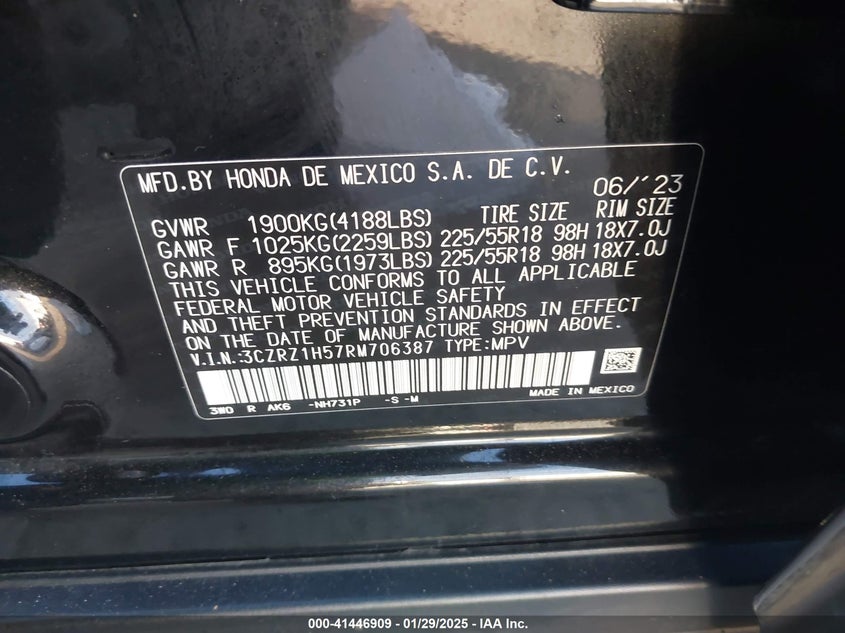 MFD.BY HONDA DE MEXICO S.A. DE C.V. 06/'23
GVWR 1900KG(4188LBS) TIRE SIZE RIM SIZE
GAWR F 1025KG(2259LBS) 225/55R18 98H 18X7.0J
GAWR R 895KG(1973LBS) 225/55R18 98H 18X7.0J
THIS VEHICLE CONFORMS TO ALL APPLICABLE
FEDERAL MOTOR VEHICLE SAFETY
AND THEFT PREVENTION STANDARDS IN EFFECT
ON THE DATE OF MANUFACTURE SHOWN ABOVE.
V.I.N.:3CZRZ1H57RM706387 TYPE:MPV
3W0 R AK6 -NH731P -S -M MADE IN MEXICO
000-41446909 | 01/29/2025 - IAA Inc.